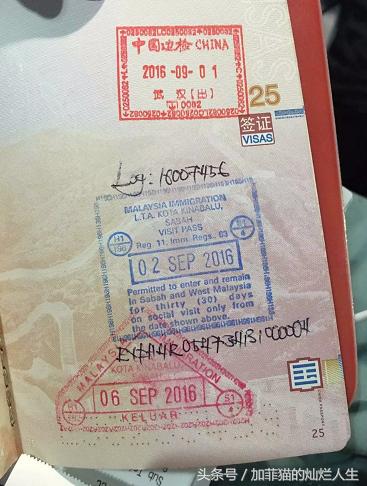 中国边检 CHINA
2016-09-01
武汉(出)
25
签证
VISAS
MALAYSIA IMMIGRATION
L.T.A. KOTA KINABALU,
SABAH
VISIT PASS
Reg. 11, Imm. Regs. 63
02 SEP 2016
Permitted to enter and remain
in Sabah and West Malaysia
for thirty (30) days
on social visit only from
the date shown above.
KOTA KINABALU
06 SEP 2016
S1
4
KELUAR
25
头条号 / 加菲猫的灿烂人生